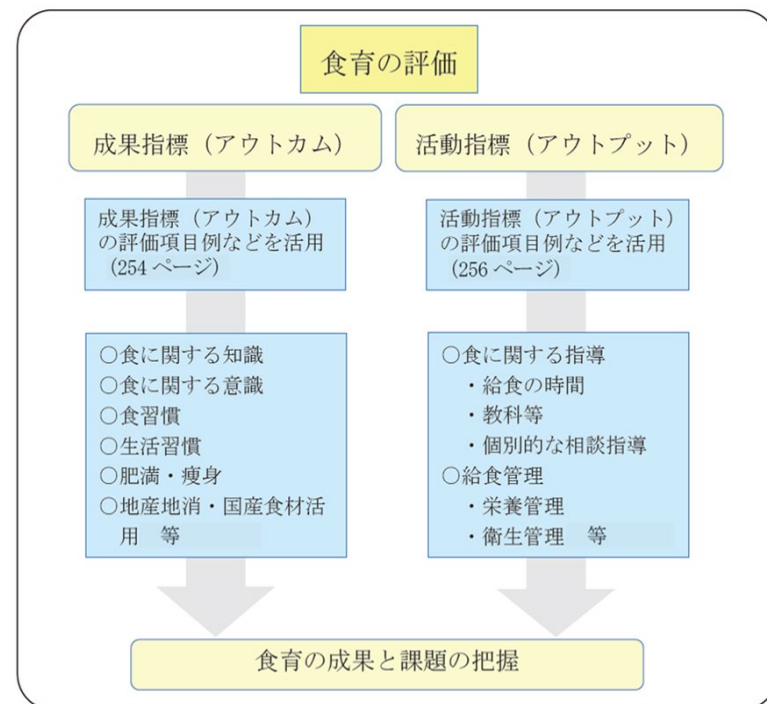 食育の評価
成果指標（アウトカム）
成果指標（アウトカム）
の評価項目例などを活用
（254 ページ）
○食に関する知識
○食に関する意識
○食習慣
○生活習慣
○肥満・痩身
○地産地消・国産食材活
用　等
活動指標（アウトプット）
活動指標（アウトプット）
の評価項目例などを活用
（256 ページ）
○食に関する指導
・給食の時間
・教科等
・個別的な相談指導
○給食管理
・栄養管理
・衛生管理　等
食育の成果と課題の把握